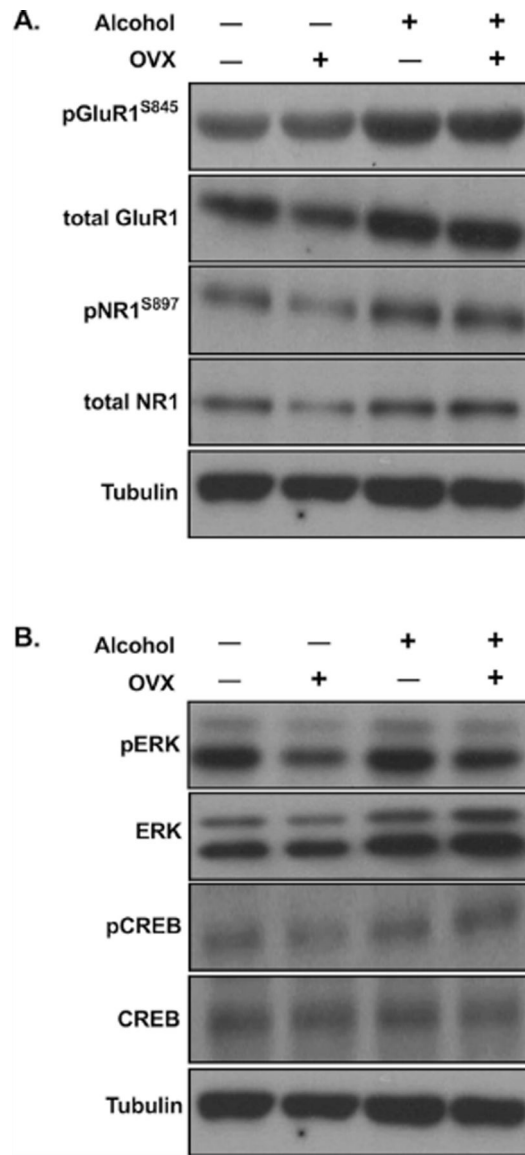 A. Alcohol — — + +
OVX — + — +
pGluR1S845
total GluR1
pNR1S897
total NR1
Tubulin
B. Alcohol — — + +
OVX — + — +
pERK
ERK
pCREB
CREB
Tubulin